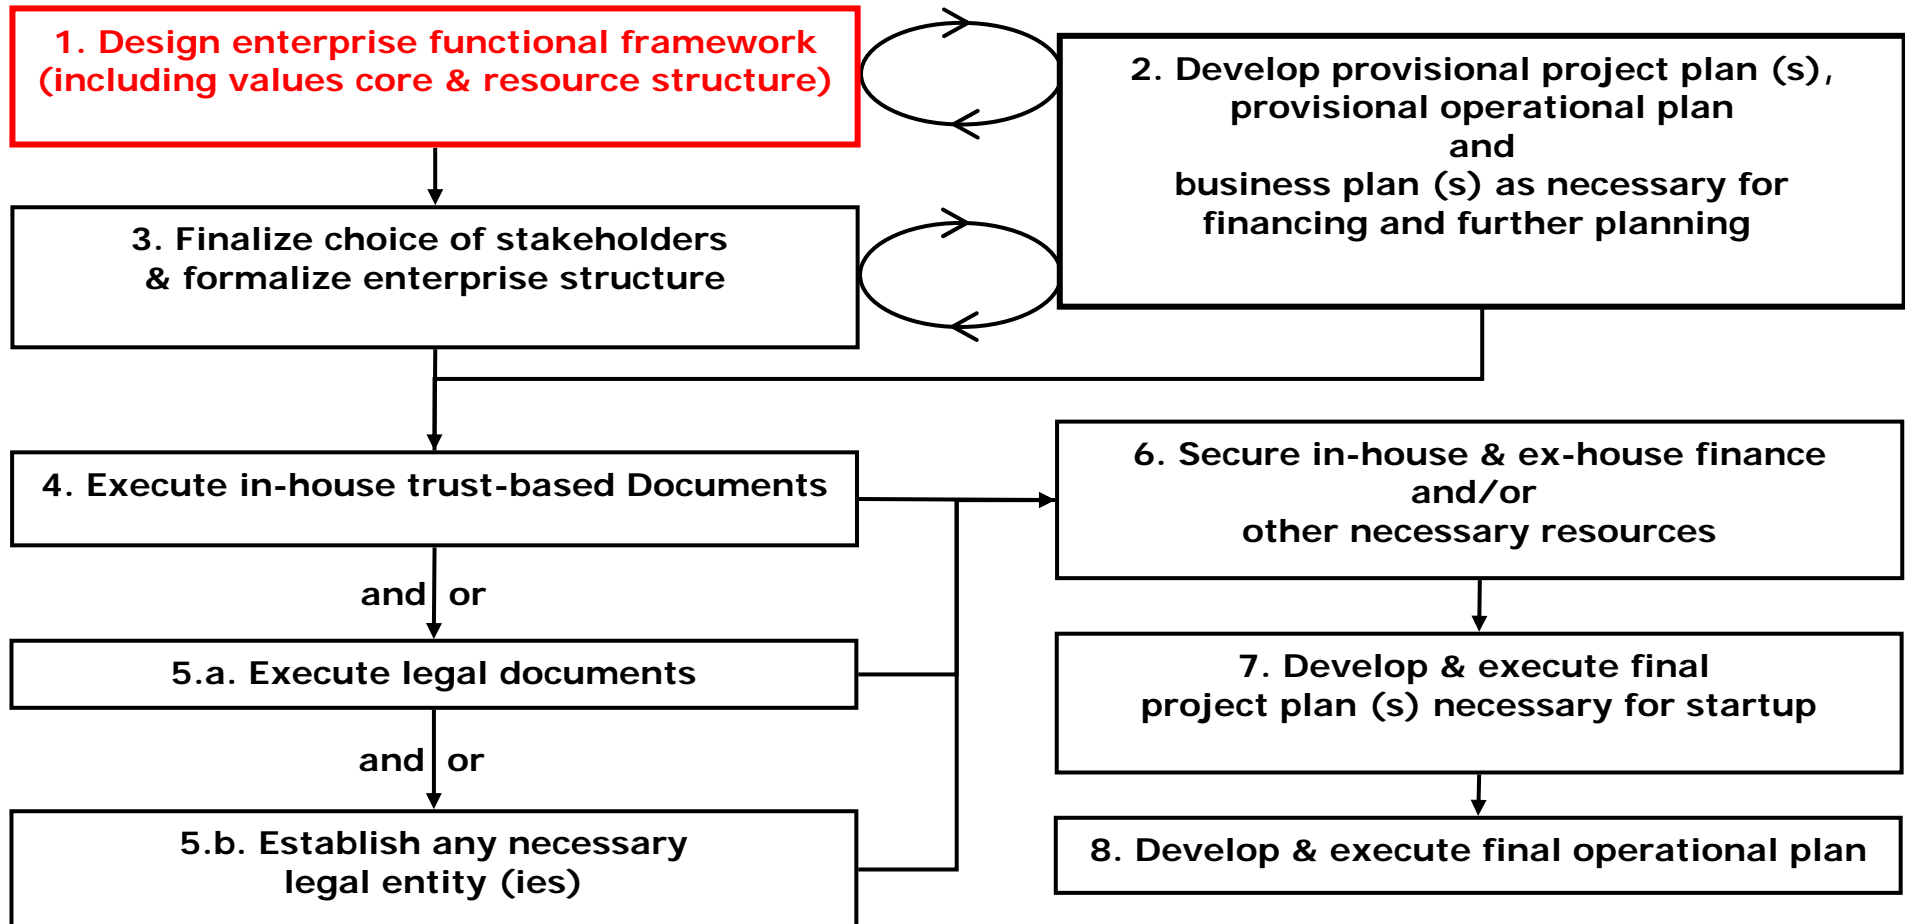 1. Design enterprise functional framework
(including values core & resource structure)
2. Develop provisional project plan (s),
provisional operational plan
and
business plan (s) as necessary for
financing and further planning
3. Finalize choice of stakeholders
& formalize enterprise structure
4. Execute in-house trust-based Documents
and or
5.a. Execute legal documents
and or
5.b. Establish any necessary
legal entity (ies)
6. Secure in-house & ex-house finance
and/or
other necessary resources
7. Develop & execute final
project plan (s) necessary for startup
8. Develop & execute final operational plan